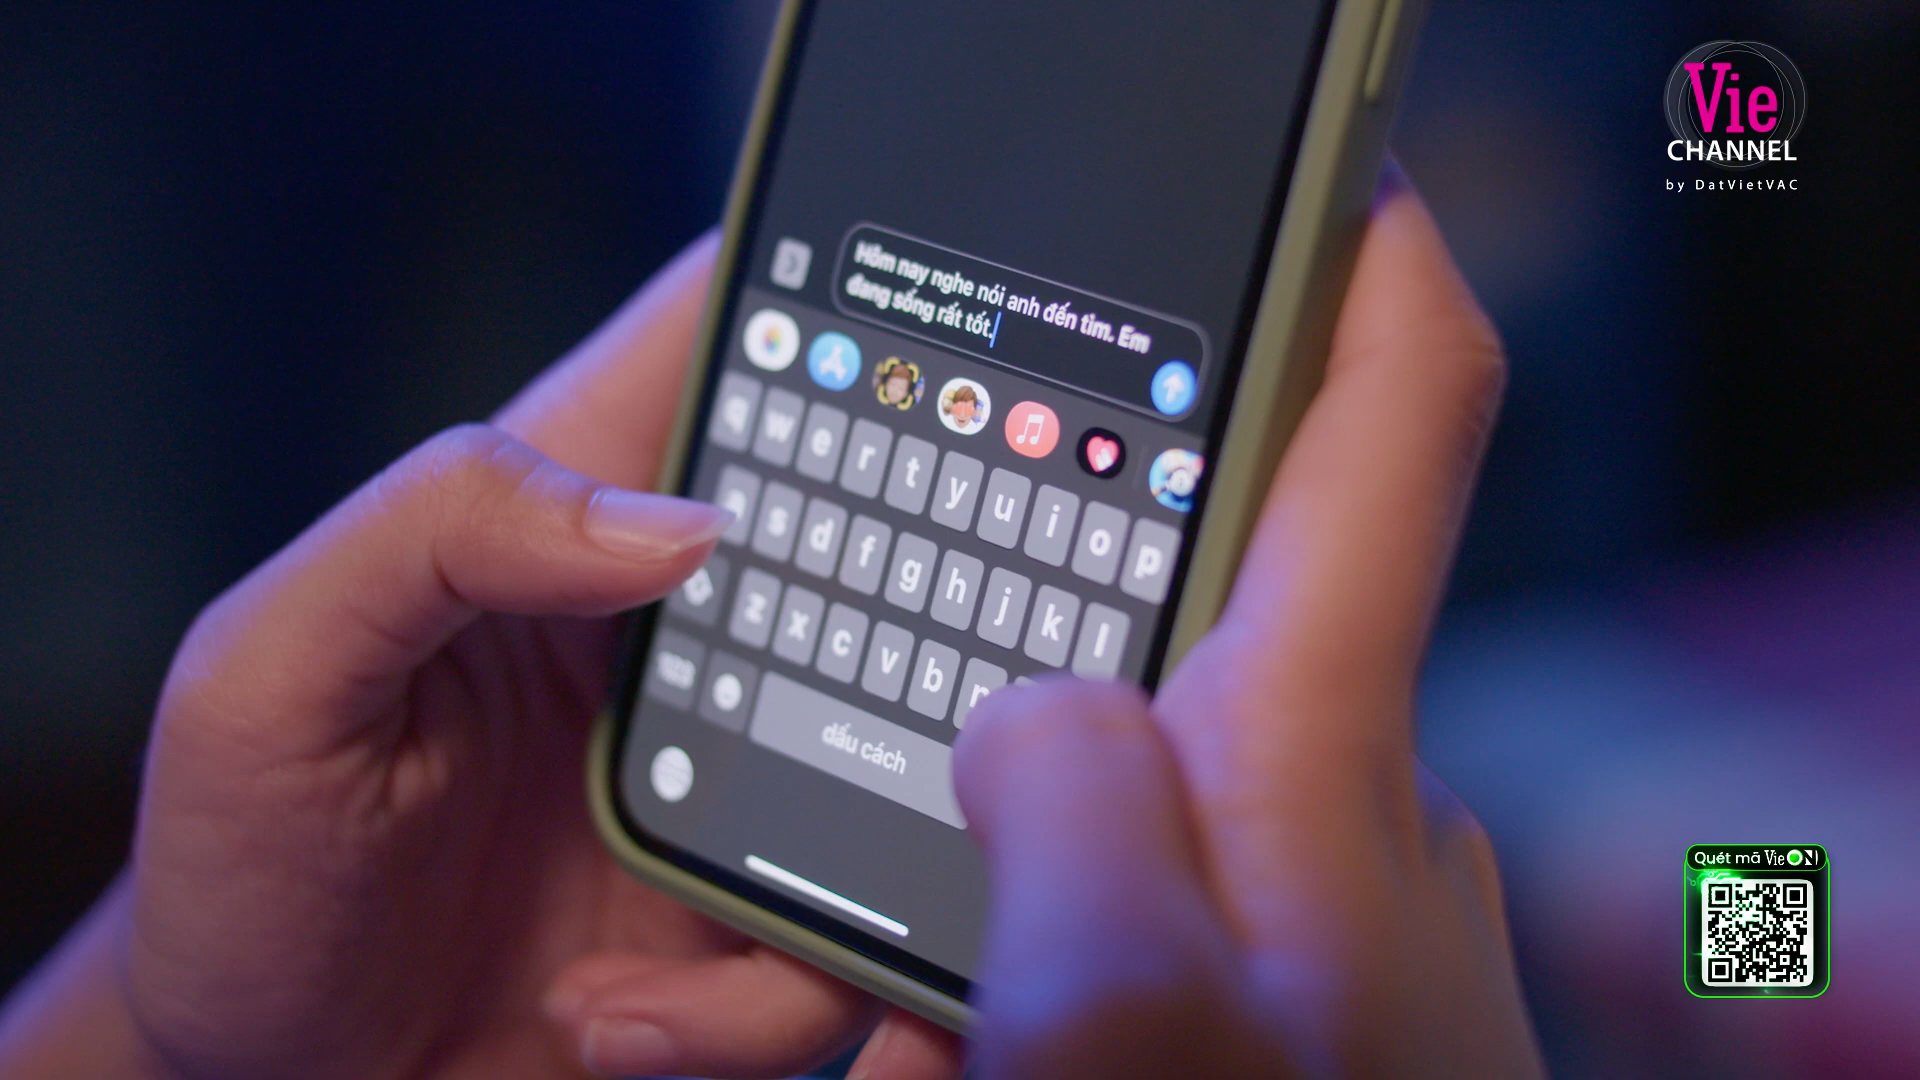 Vie
CHANNEL
by DatVietVAC
Hôm nay nghe nói anh đến tìm. Em
đang sống rất tốt.
q w e r t y u i o p
a s d f g h j k l
z x c v b n
123
dấu cách
Quét mã VieON